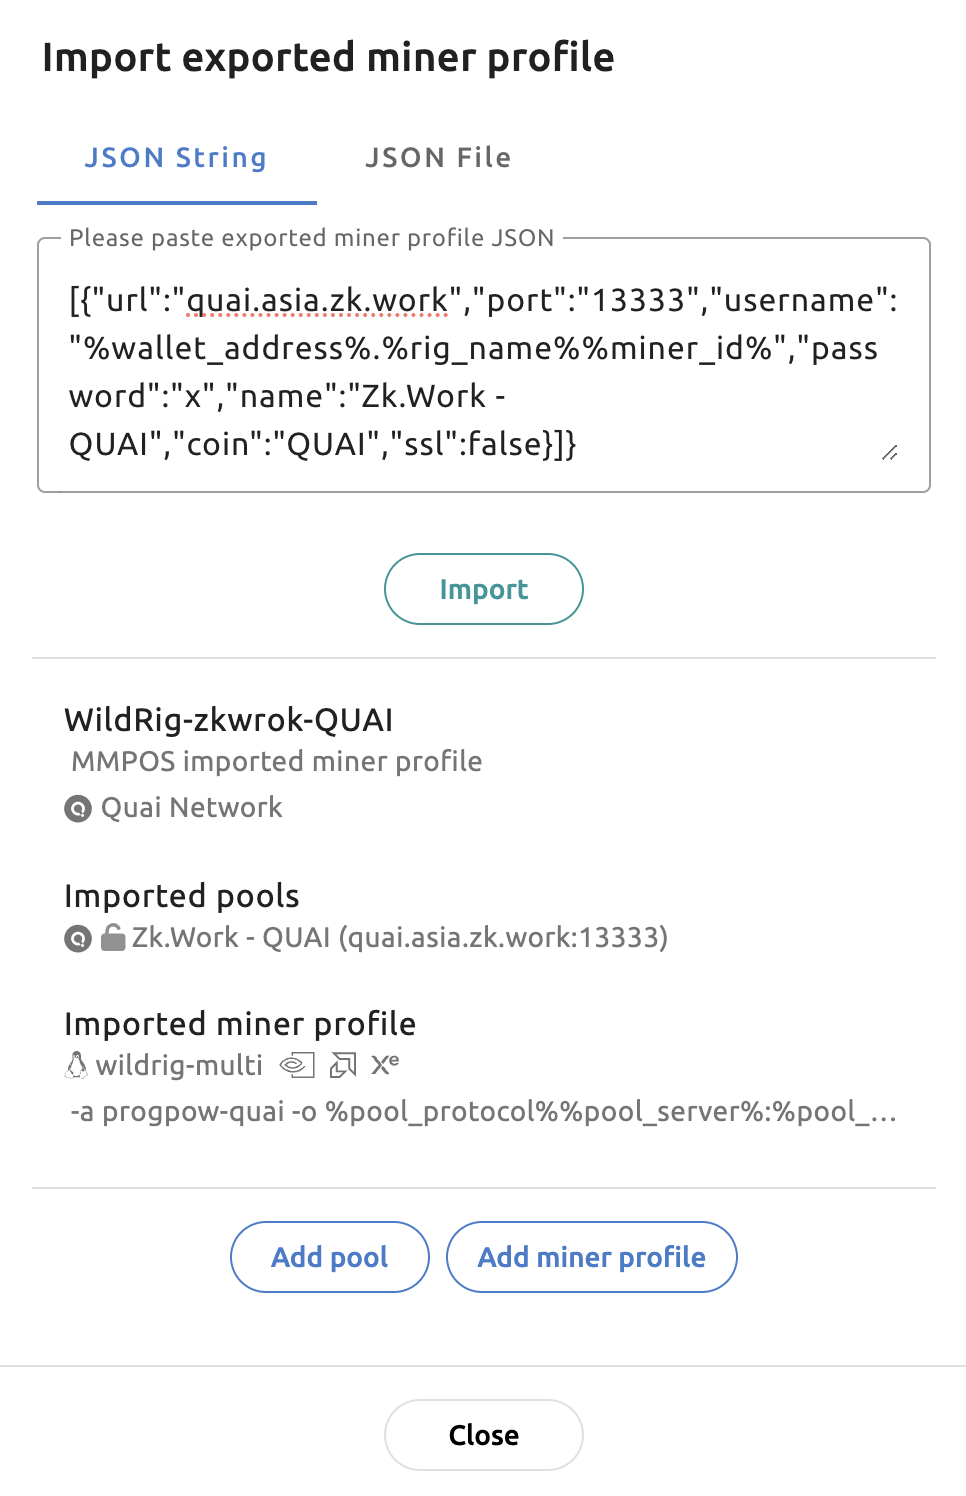 Import exported miner profile
JSON String
JSON File
Please paste exported miner profile JSON
[{"url":"quai.asia.zk.work","port":"13333","username":
"%wallet_address%.%rig_name%%miner_id%","pass
word":"x","name":"Zk.Work -
QUAI","coin":"QUAI","ssl":false}]}
Import
WildRig-zkwrok-QUAI
MMPOS imported miner profile
Quai Network
Imported pools
Zk.Work - QUAI (quai.asia.zk.work:13333)
Imported miner profile
wildrig-multi Xe
-a progpow-quai -o %pool_protocol%%pool_server%:%pool_...
Add pool
Add miner profile
Close